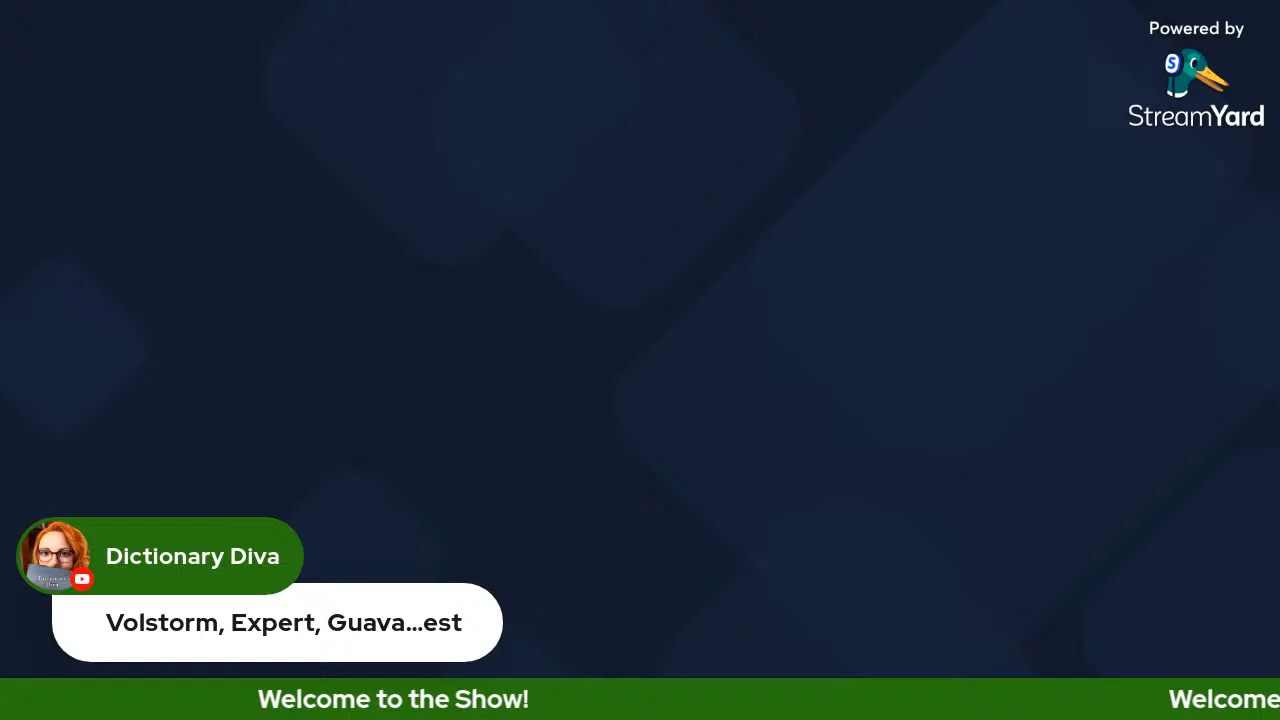 Powered by
S
StreamYard
Dictionary Diva
Volstorm, Expert, Guava...est
Welcome to the Show!
Welcome